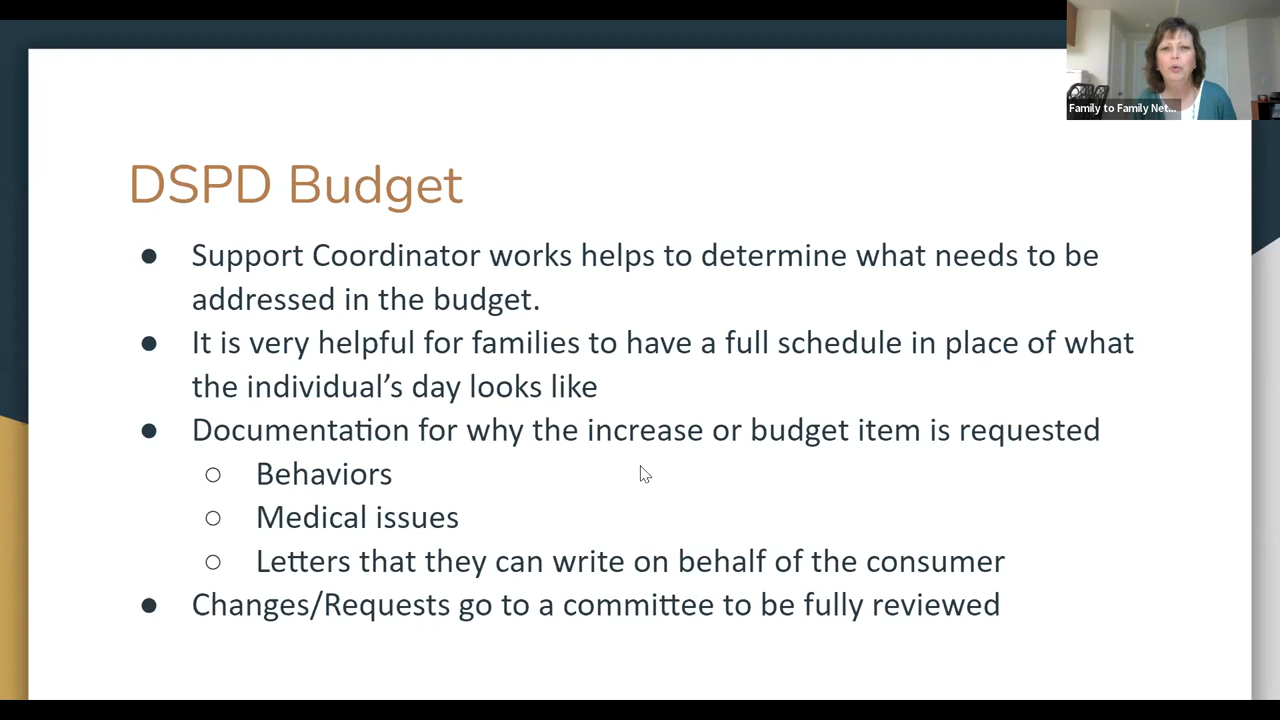 Family to Family Net...
DSPD Budget
● Support Coordinator works helps to determine what needs to be
addressed in the budget.
● It is very helpful for families to have a full schedule in place of what
the individual's day looks like
● Documentation for why the increase or budget item is requested
○ Behaviors
○ Medical issues
○ Letters that they can write on behalf of the consumer
● Changes/Requests go to a committee to be fully reviewed